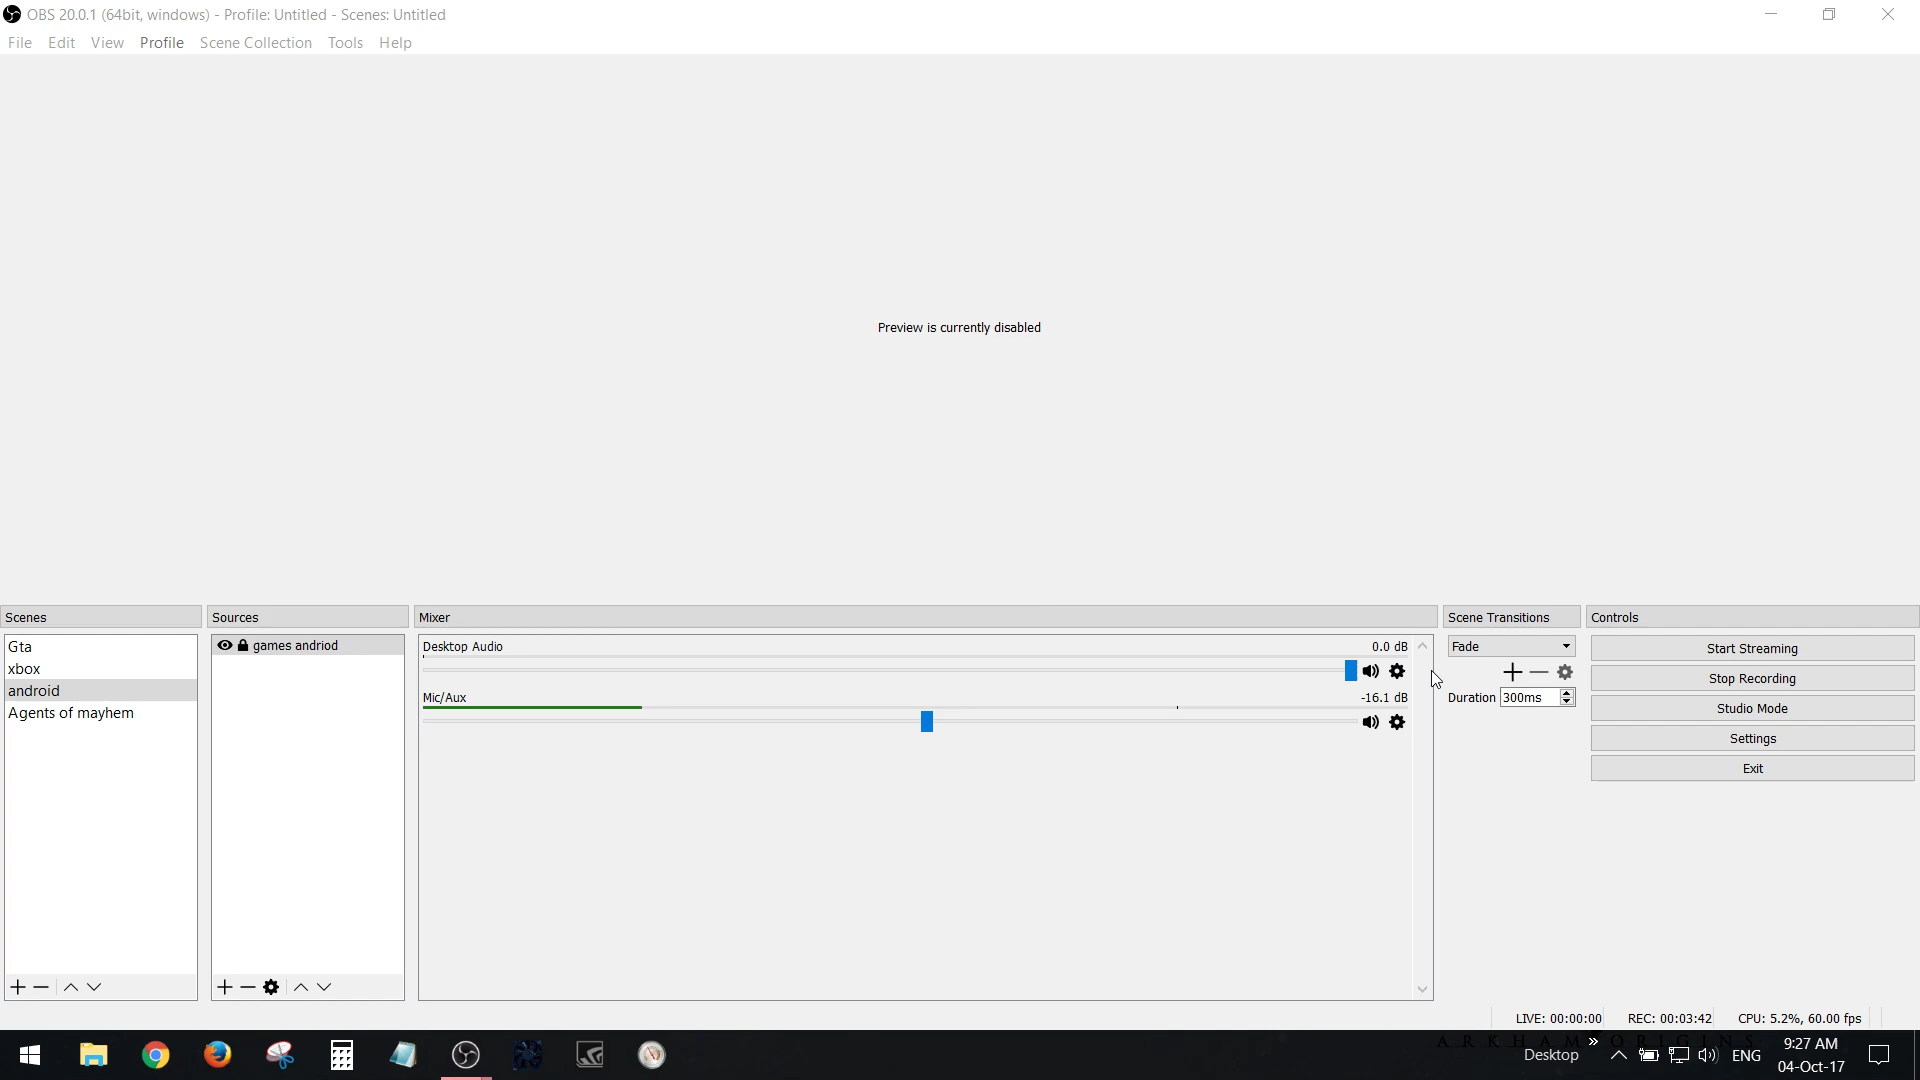 OBS 20.0.1 (64bit, windows) - Profile: Untitled - Scenes: Untitled
File Edit View Profile Scene Collection Tools Help
Preview is currently disabled
Scenes
Gta
xbox
android
Agents of mayhem
Sources
games andriod
Mixer
Desktop Audio 0.0 dB
Mic/Aux -16.1 dB
Scene Transitions
Fade
Duration 300ms
Controls
Start Streaming
Stop Recording
Studio Mode
Settings
Exit
LIVE: 00:00:00 REC: 00:03:42 CPU: 5.2%, 60.00 fps
ARKHAM ORIGINS
Desktop ENG 9:27 AM
04-Oct-17